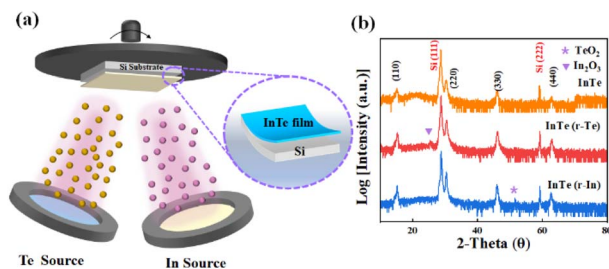 (a)
Si Substrate
InTe film
Si
Te Source
In Source
(b)
Log [Intensity (a.u.)]
(110)
Si (111)
(220)
(330)
Si (222)
(440)
TeO₂
In₂O₃
InTe
InTe (r-Te)
InTe (r-In)
20
40
60
80
2-Theta (θ)